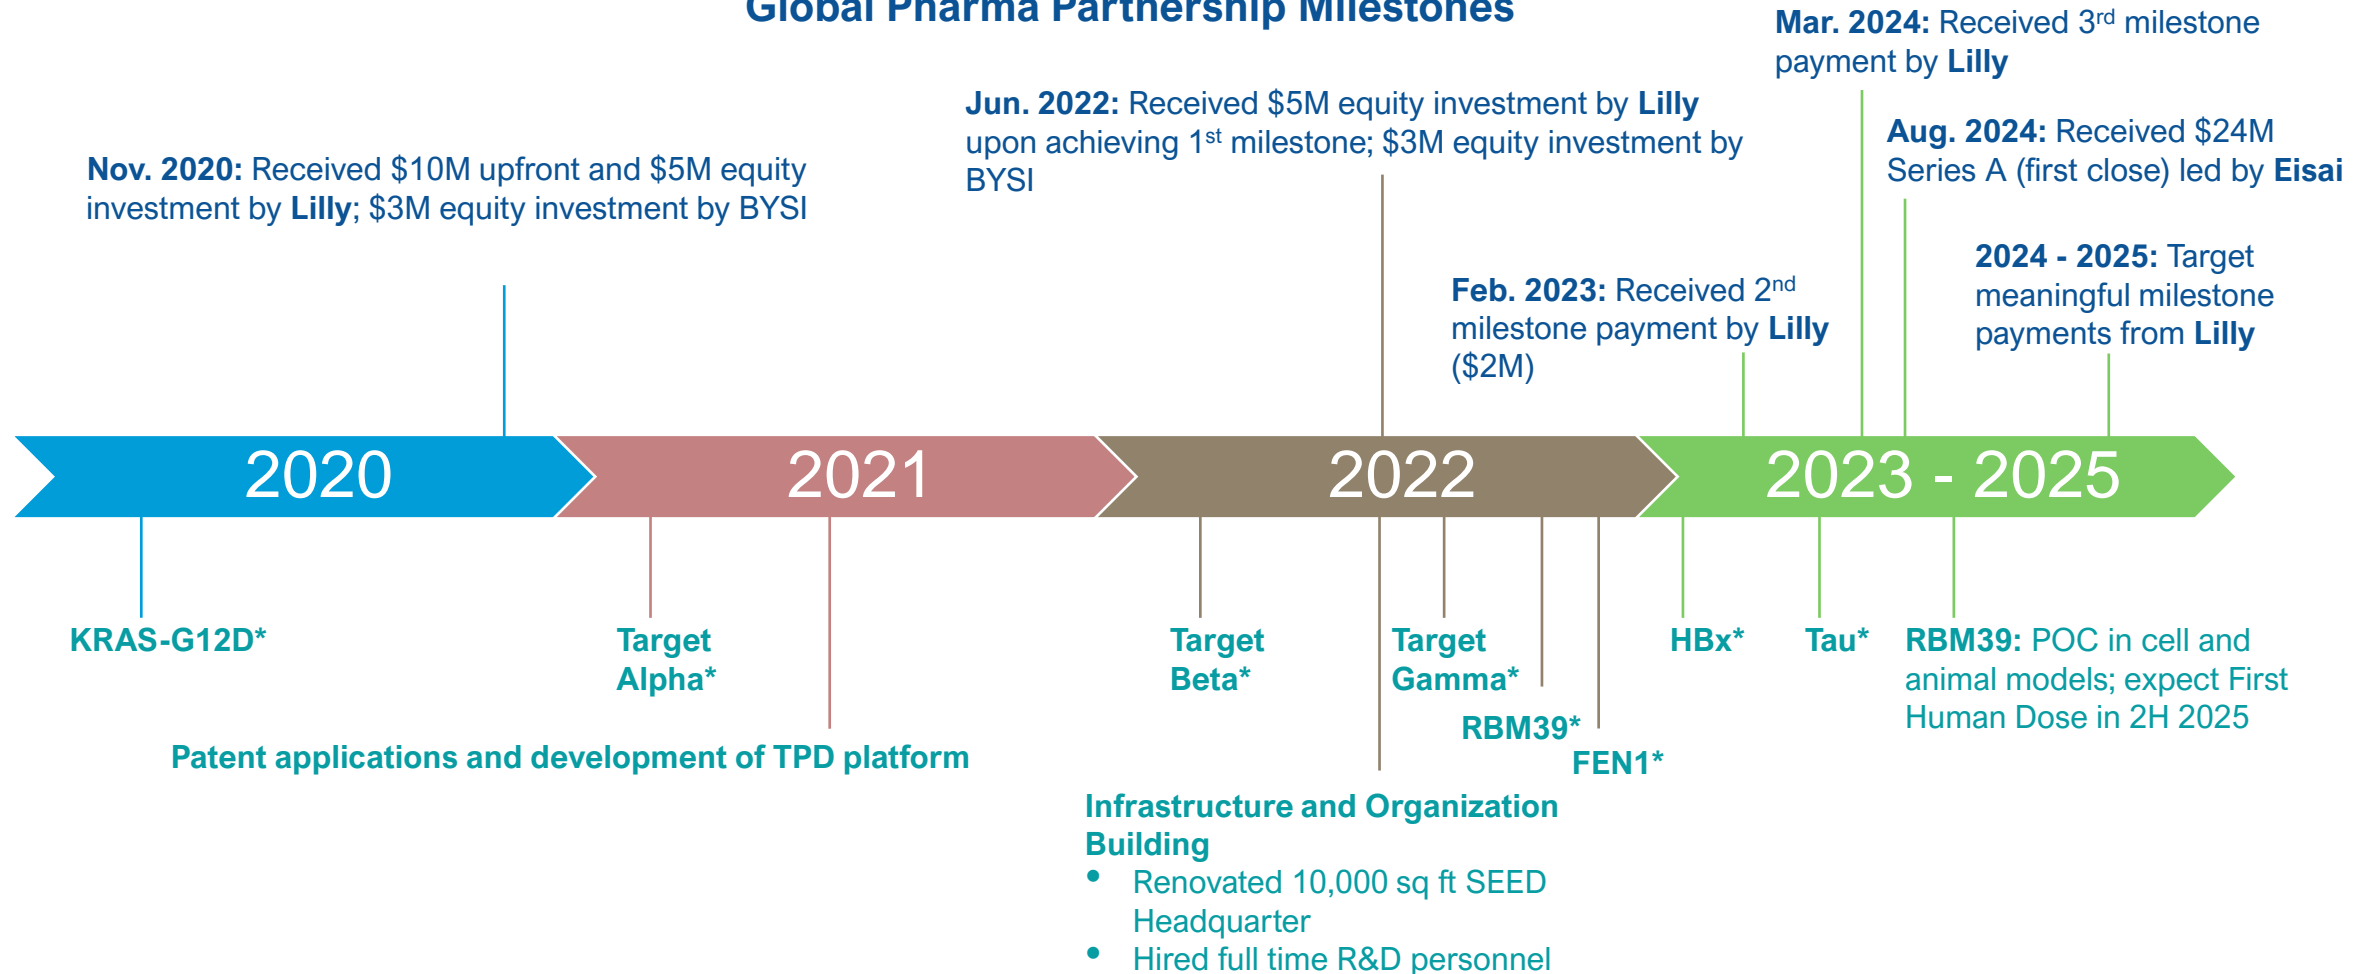 Global Pharma Partnership Milestones
Mar. 2024: Received 3rd milestone
payment by Lilly
Jun. 2022: Received $5M equity investment by Lilly
upon achieving 1st milestone; $3M equity investment by
BYSI
Aug. 2024: Received $24M
Series A (first close) led by Eisai
Nov. 2020: Received $10M upfront and $5M equity
investment by Lilly; $3M equity investment by BYSI
2024 - 2025: Target
meaningful milestone
payments from Lilly
Feb. 2023: Received 2nd
milestone payment by Lilly
($2M)
2020
2021
2022
2023 - 2025
KRAS-G12D*
Target
Alpha*
Patent applications and development of TPD platform
Target
Beta*
Target
Gamma*
RBM39*
FEN1*
HBx*
Tau*
RBM39: POC in cell and
animal models; expect First
Human Dose in 2H 2025
Infrastructure and Organization
Building
• Renovated 10,000 sq ft SEED
Headquarter
• Hired full time R&D personnel